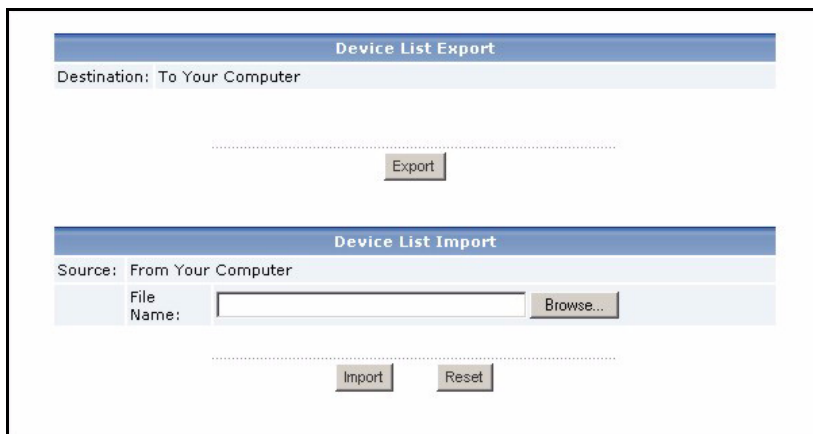 Device List Export
Destination: To Your Computer
Export
Device List Import
Source: From Your Computer
File Name: Browse...
Import Reset